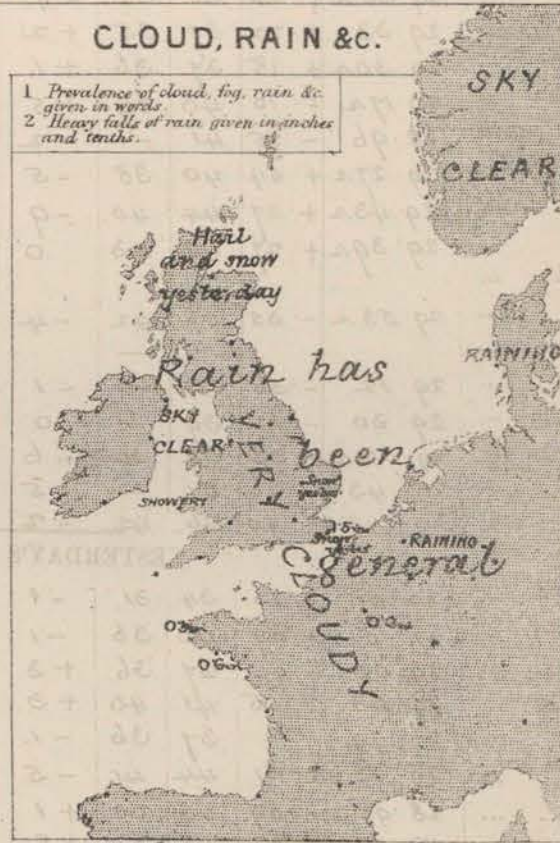 CLOUD, RAIN &c.
1 Prevalence of cloud, fog, rain &c.
given in words.
2 Heavy falls of rain given in inches
and tenths.
SKY
CLEAR
Hail
and snow
yesterday
RAINING
Rain has
been
general
SKY
CLEAR
SHOWERY
VERY
CLOUDY
Snow
RAINING